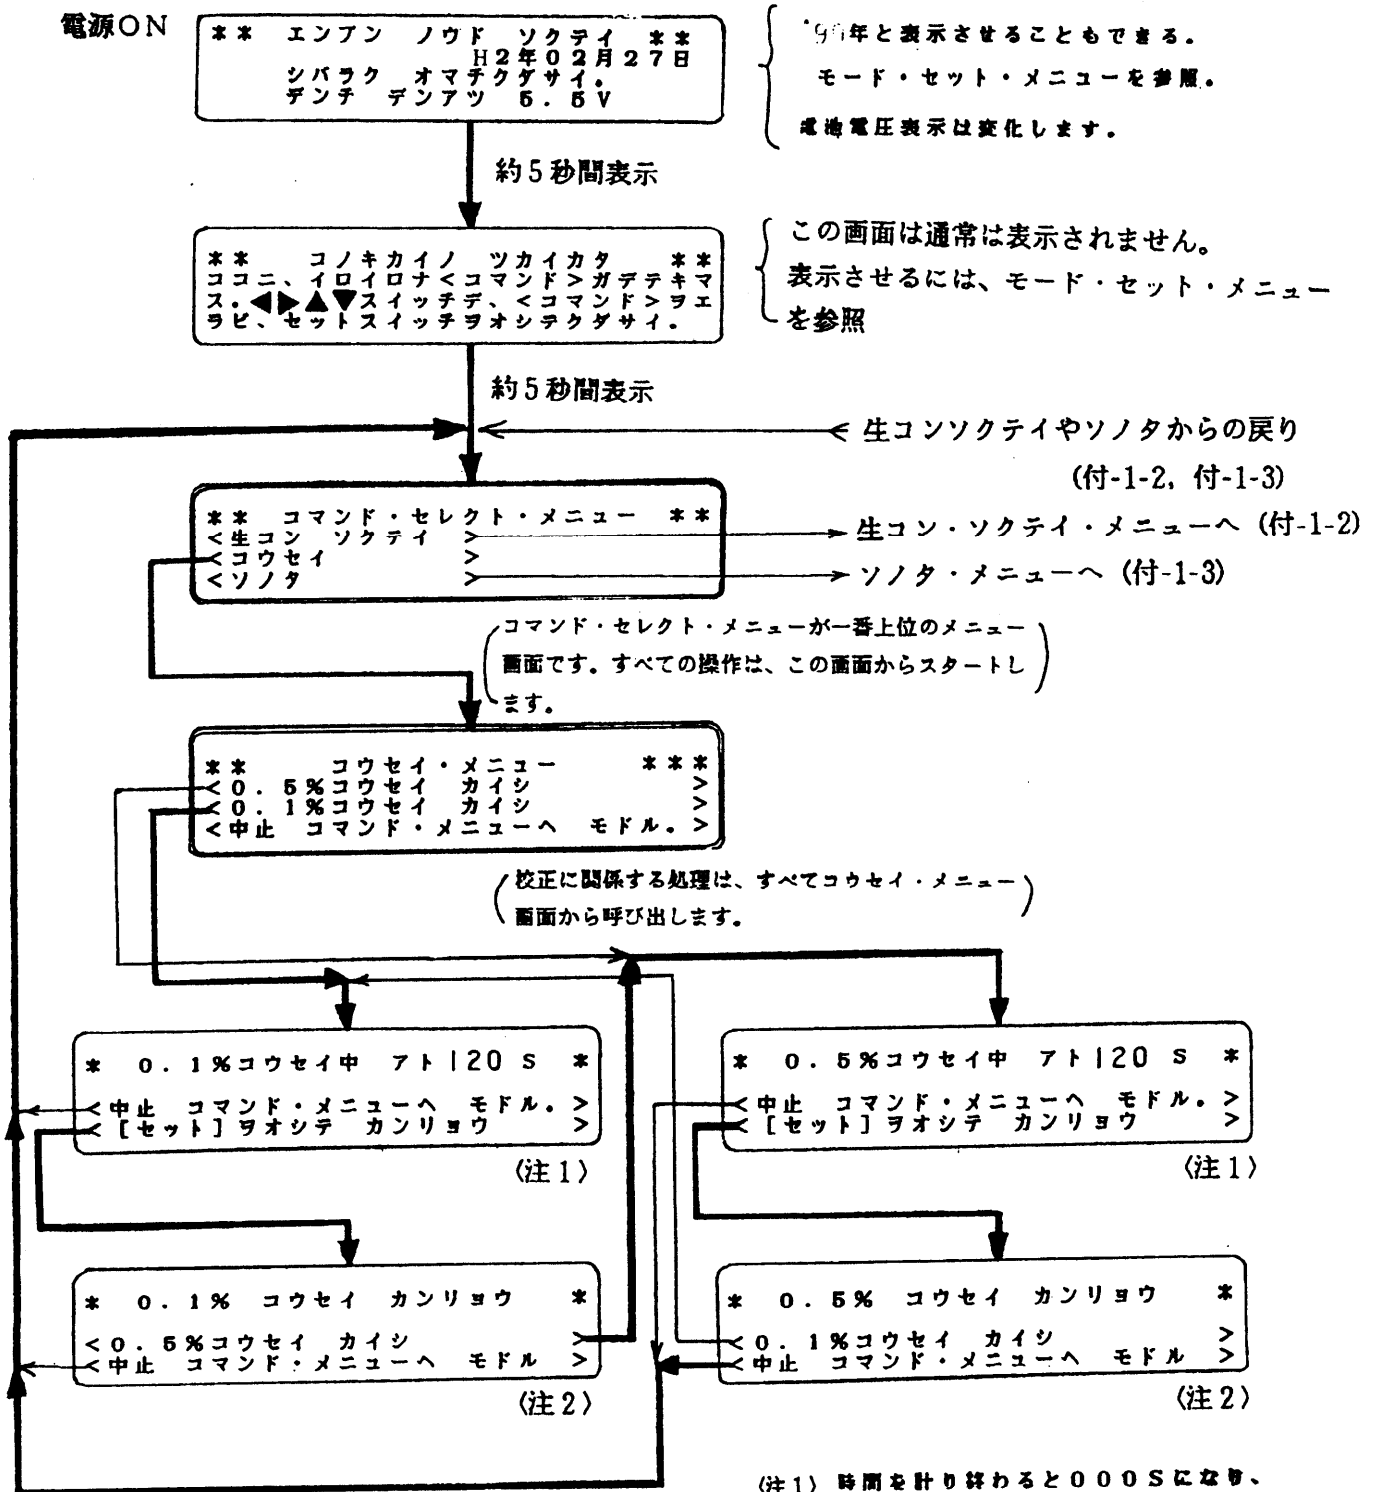 電源ON
** エンブン ノウド ソクテイ **
H2年02月27日
シバラク オマチクダサイ。
デンチ デンアツ 5.5V
年と表示させることもできる。
モード・セット・メニューを参照。
電池電圧表示は変化します。
約5秒間表示
** コノキカイノ ツカイカタ **
ココニ、イロイロナ<コマンド>ガデテキマ
ス。◀▶▲▼スイッチデ、<コマンド>ヲエ
ラビ、セットスイッチヲオシテクダサイ。
この画面は通常は表示されません。
表示させるには、モード・セット・メニュー
を参照
約5秒間表示
生コンソクテイやソノタからの戻り
(付-1-2, 付-1-3)
** コマンド・セレクト・メニュー **
<生コン ソクテイ >
<コウセイ >
<ソノタ >
生コン・ソクテイ・メニューへ (付-1-2)
ソノタ・メニューへ (付-1-3)
コマンド・セレクト・メニューが一番上位のメニュー
画面です。すべての操作は、この画面からスタートし
ます。
** コウセイ・メニュー ***
<0.5%コウセイ カイシ >
<0.1%コウセイ カイシ >
<中止 コマンド・メニューへ モドル。>
校正に関係する処理は、すべてコウセイ・メニュー
画面から呼び出します。
* 0.1%コウセイ中 アト120 S *
<中止 コマンド・メニューへ モドル。>
<[セット]ヲオシテ カンリョウ >
〈注1〉
* 0.5%コウセイ中 アト120 S *
<中止 コマンド・メニューへ モドル。>
<[セット]ヲオシテ カンリョウ >
〈注1〉
* 0.1% コウセイ カンリョウ *
<0.5%コウセイ カイシ >
<中止 コマンド・メニューへ モドル >
〈注2〉
* 0.5% コウセイ カンリョウ *
<0.1%コウセイ カイシ >
<中止 コマンド・メニューへ モドル >
〈注2〉
〈注1〉 時間を計り終わると000Sになり、